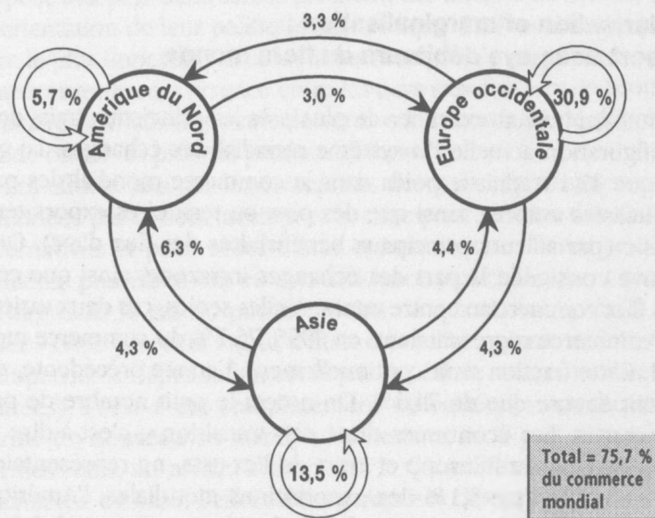 3,3 %
5,7 %
Amérique du Nord
3,0 %
Europe occidentale
30,9 %
6,3 %
4,4 %
Asie
4,3 %
4,3 %
13,5 %
Total = 75,7 %
du commerce
mondial